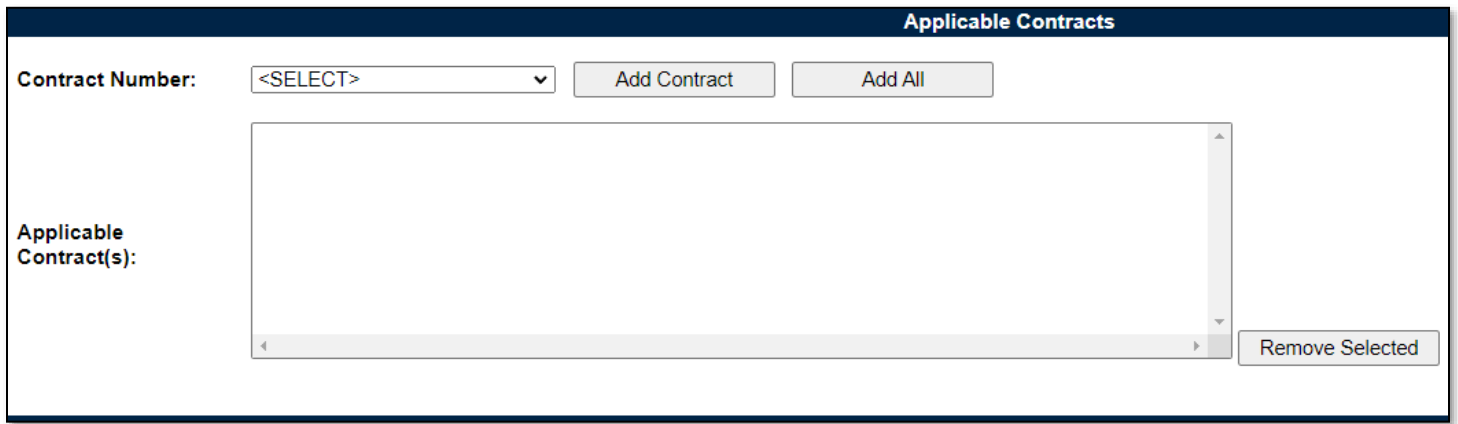 Applicable Contracts
Contract Number: <SELECT> Add Contract Add All
Applicable
Contract(s):
Remove Selected